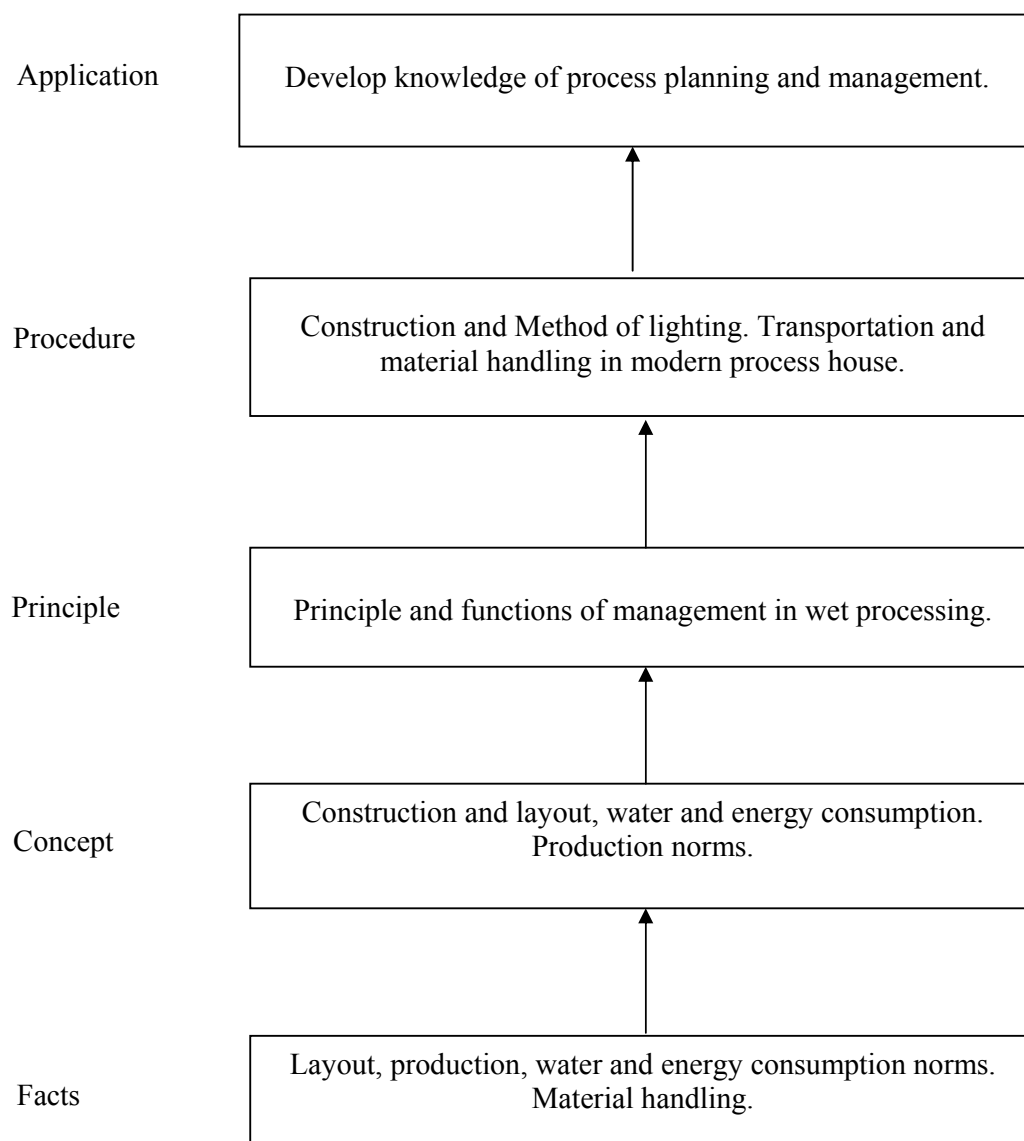 Application
Develop knowledge of process planning and management.
Procedure
Construction and Method of lighting. Transportation and
material handling in modern process house.
Principle
Principle and functions of management in wet processing.
Concept
Construction and layout, water and energy consumption.
Production norms.
Facts
Layout, production, water and energy consumption norms.
Material handling.